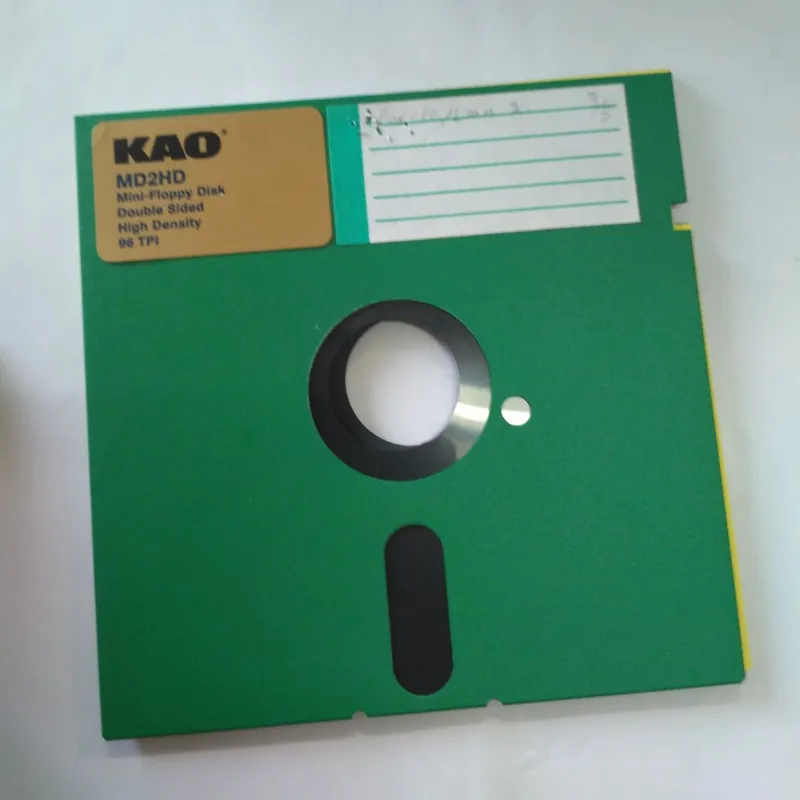 KAO
MD2HD
Mini-Floppy Disk
Double Sided
High Density
96 TPI